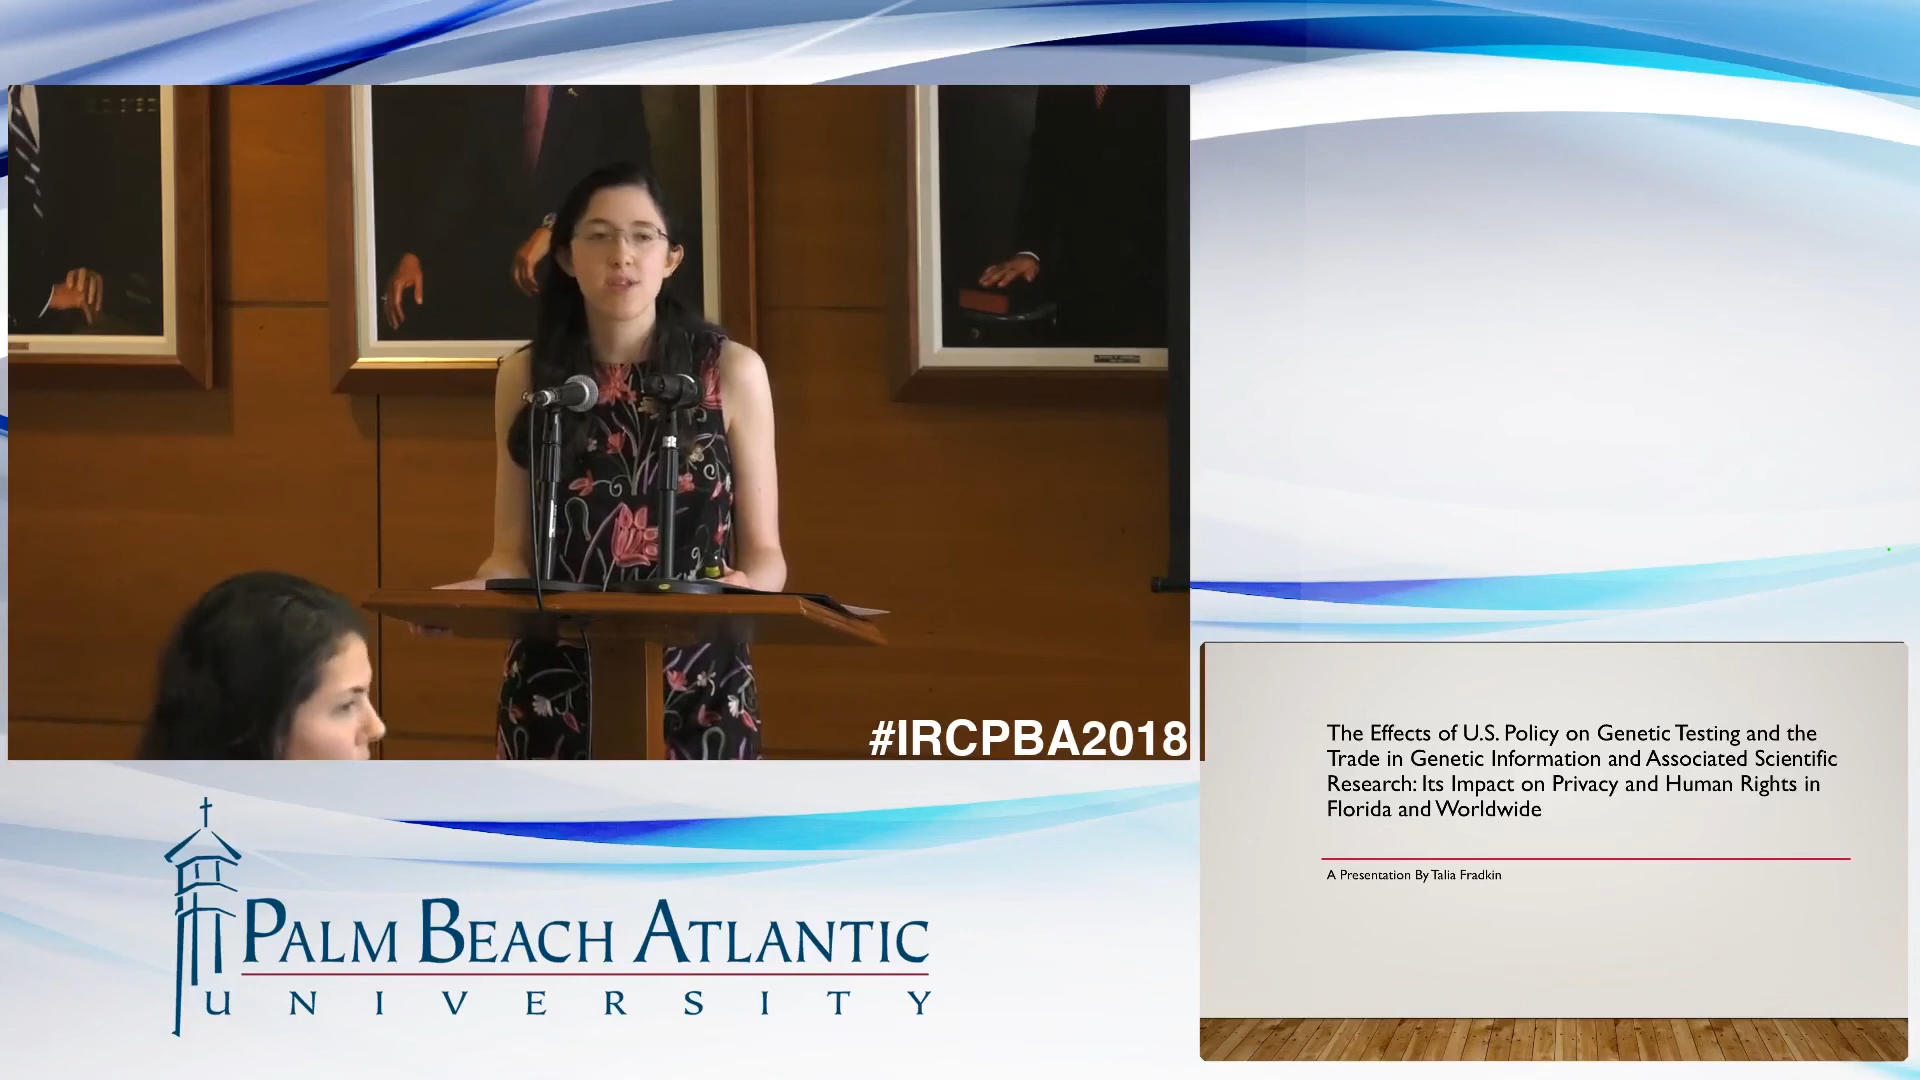 #IRCPBA2018
The Effects of U.S. Policy on Genetic Testing and the
Trade in Genetic Information and Associated Scientific
Research: Its Impact on Privacy and Human Rights in
Florida and Worldwide
A Presentation By Talia Fradkin
PALM BEACH ATLANTIC
UNIVERSITY